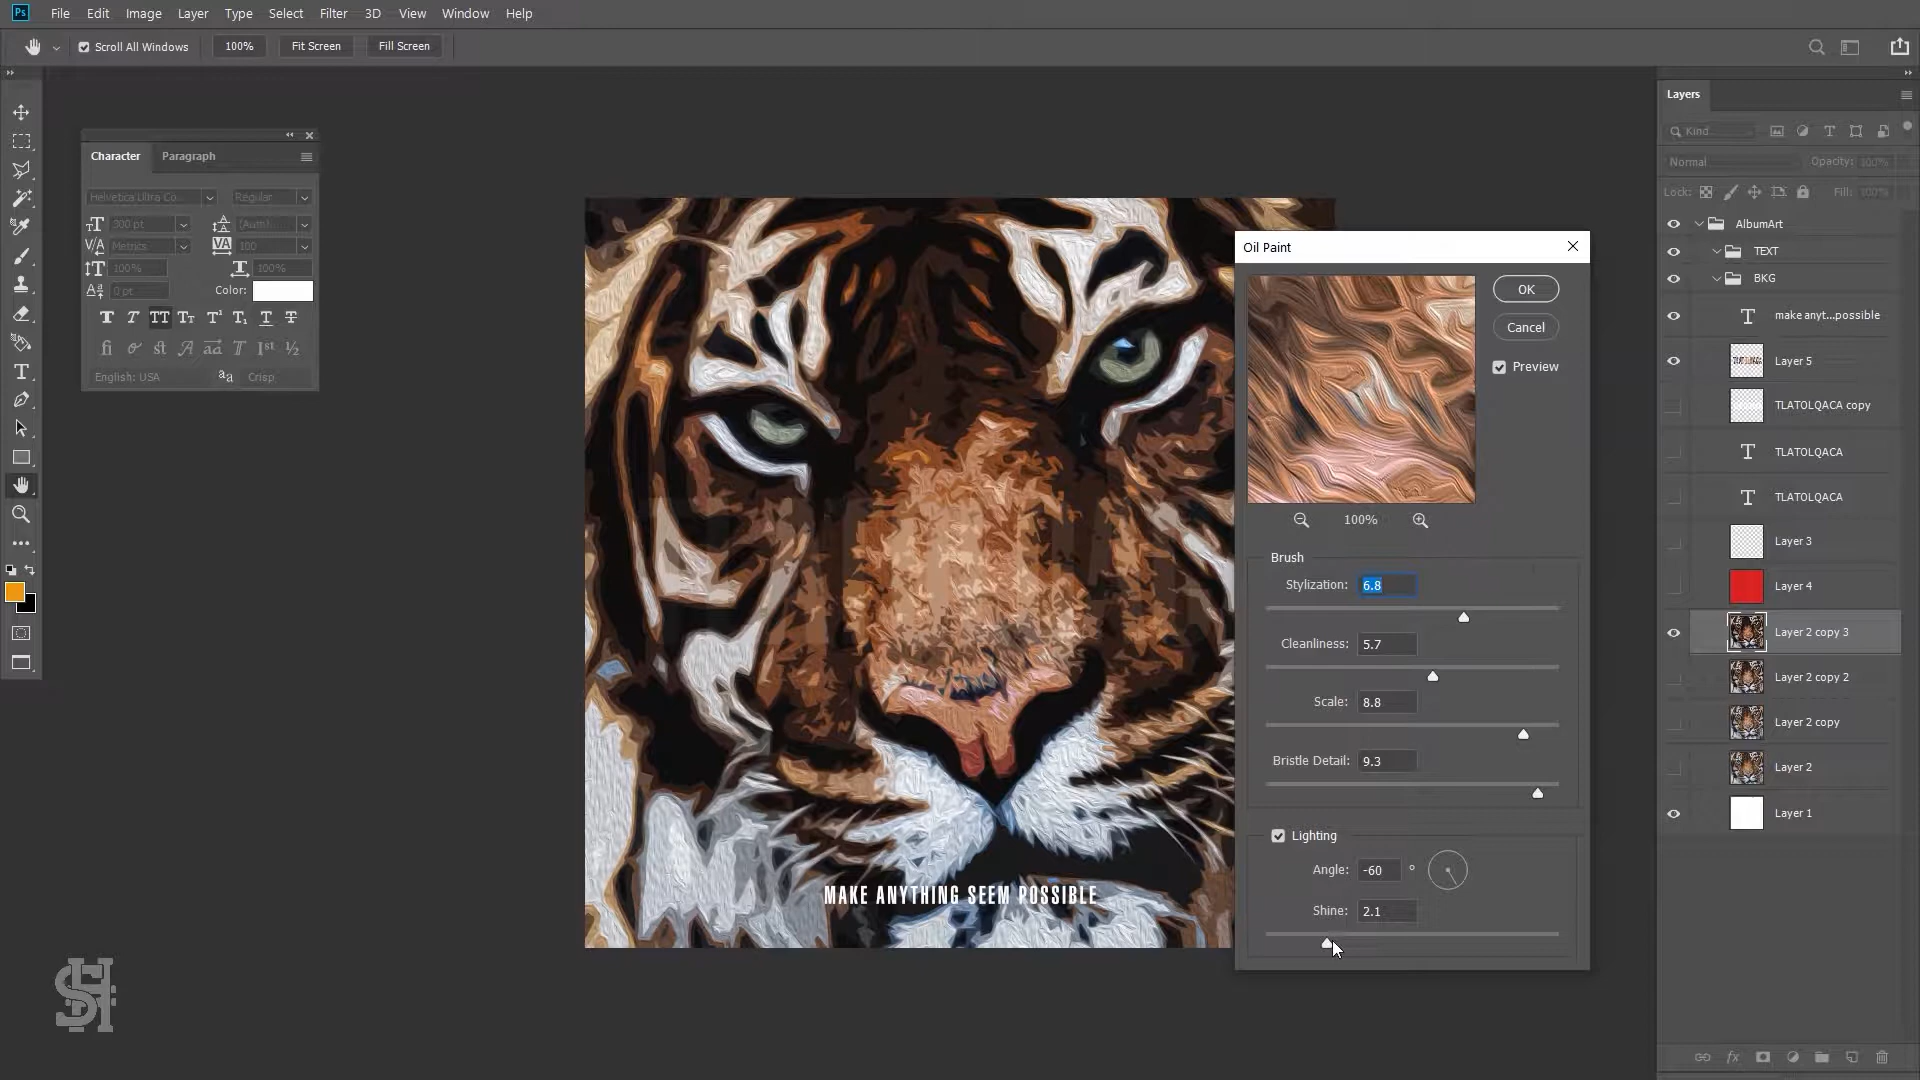 Ps File Edit Image Layer Type Select Filter 3D View Window Help
Scroll All Windows 100% Fit Screen Fill Screen
Character Paragraph
Helvetica Ultra Co... Regular
300 pt (Auto)
Metrics 100
100% 100%
0 pt Color:
English: USA Crisp
MAKE ANYTHING SEEM POSSIBLE
SH
Oil Paint
OK
Cancel
Preview
100%
Brush
Stylization: 6.8
Cleanliness: 5.7
Scale: 8.8
Bristle Detail: 9.3
Lighting
Angle: -60 °
Shine: 2.1
Layers
Kind
Normal Opacity: 100%
Lock: Fill: 100%
AlbumArt
TEXT
BKG
make anyt...possible
Layer 5
TLATOLQACA copy
TLATOLQACA
TLATOLQACA
Layer 3
Layer 4
Layer 2 copy 3
Layer 2 copy 2
Layer 2 copy
Layer 2
Layer 1